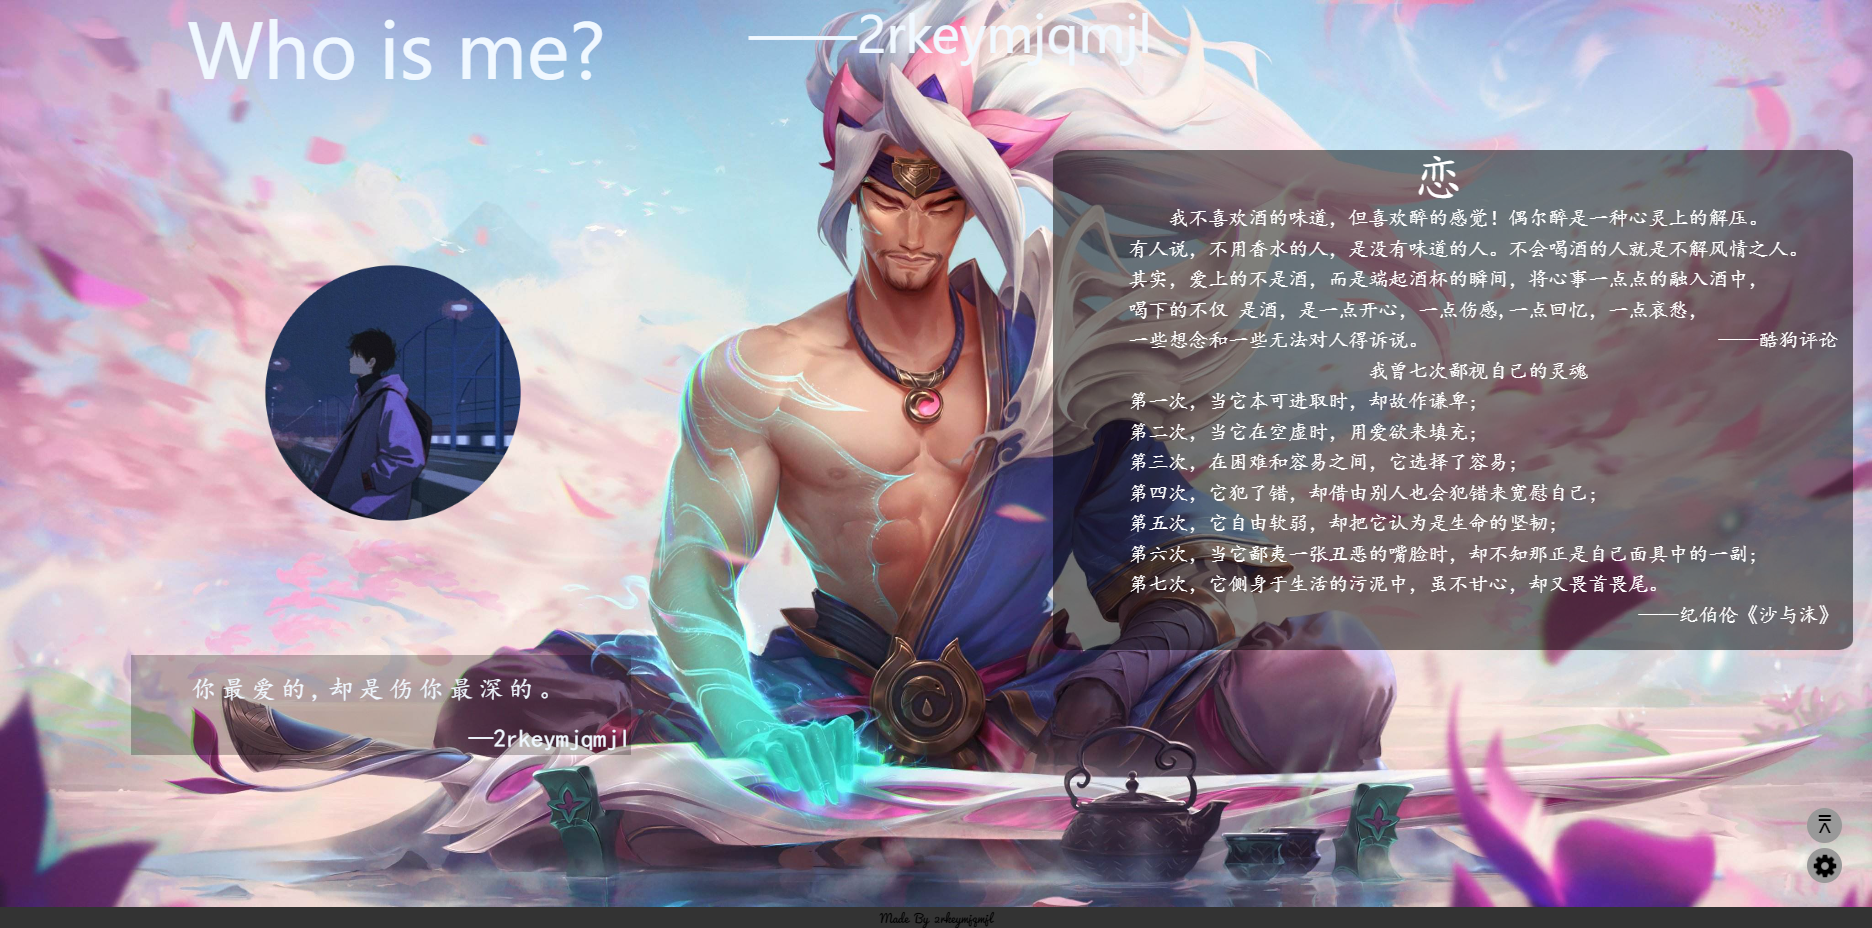 Who is me?
———2rkeymjqmjl
恋
我不喜欢酒的味道，但喜欢醉的感觉！偶尔醉是一种心灵上的解压。
有人说，不用香水的人，是没有味道的人。不会喝酒的人就是不解风情之人。
其实，爱上的不是酒，而是端起酒杯的瞬间，将心事一点点的融入酒中，
喝下的不仅 是酒，是一点开心，一点伤感,一点回忆，一点哀愁，
一些想念和一些无法对人得诉说。 ——酷狗评论
我曾七次鄙视自己的灵魂
第一次，当它本可进取时，却故作谦卑；
第二次，当它在空虚时，用爱欲来填充；
第三次，在困难和容易之间，它选择了容易；
第四次，它犯了错，却借由别人也会犯错来宽慰自己；
第五次，它自由软弱，却把它认为是生命的坚韧；
第六次，当它鄙夷一张丑恶的嘴脸时，却不知那正是自己面具中的一副；
第七次，它侧身于生活的污泥中，虽不甘心，却又畏首畏尾。
——纪伯伦《沙与沫》
你最爱的,却是伤你最深的。
—2rkeymjqmjl
Made By 2rkeymjqmjl